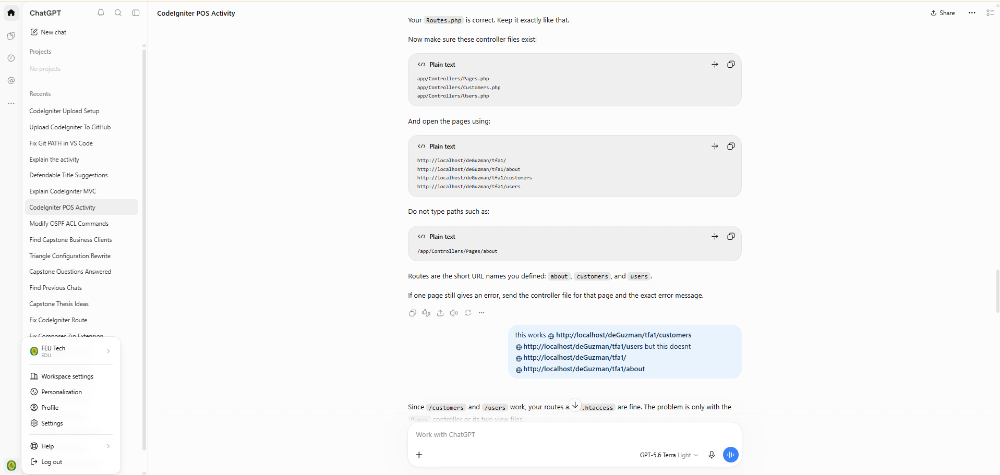 ChatGPT
New chat
Projects
No projects
Recents
CodeIgniter Upload Setup
Upload CodeIgniter To GitHub
Fix Git PATH in VS Code
Explain the activity
Defendable Title Suggestions
Explain CodeIgniter MVC
CodeIgniter POS Activity
Modify OSPF ACL Commands
Find Capstone Business Clients
Triangle Configuration Rewrite
Capstone Questions Answered
Find Previous Chats
Capstone Thesis Ideas
Fix CodeIgniter Route
Fix Composer Zip Extension
FEU Tech
EDU
Workspace settings
Personalization
Profile
Settings
Help
Log out
CodeIgniter POS Activity
Share
Your Routes.php is correct. Keep it exactly like that.
Now make sure these controller files exist:
Plain text
app/Controllers/Pages.php
app/Controllers/Customers.php
app/Controllers/Users.php
And open the pages using:
Plain text
http://localhost/deGuzman/tfa1/
http://localhost/deGuzman/tfa1/about
http://localhost/deGuzman/tfa1/customers
http://localhost/deGuzman/tfa1/users
Do not type paths such as:
Plain text
/app/Controllers/Pages/about
Routes are the short URL names you defined: about, customers, and users.
If one page still gives an error, send the controller file for that page and the exact error message.
this works http://localhost/deGuzman/tfa1/customers
http://localhost/deGuzman/tfa1/users but this doesnt
http://localhost/deGuzman/tfa1/
http://localhost/deGuzman/tfa1/about
Since /customers and /users work, your routes a .htaccess are fine. The problem is only with the
Pages controller or its two view files.
Work with ChatGPT
GPT-5.6 Terra Light